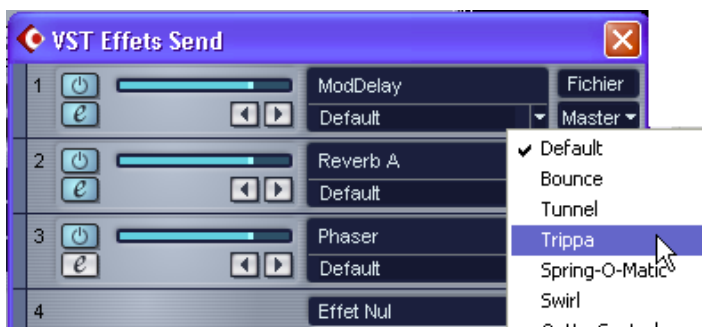 VST Effets Send
1 e ModDelay Fichier
Default Master
2 e Reverb A
Default
3 e Phaser
Default
4 Effet Nul
Default
Bounce
Tunnel
Trippa
Spring-O-Matic
Swirl